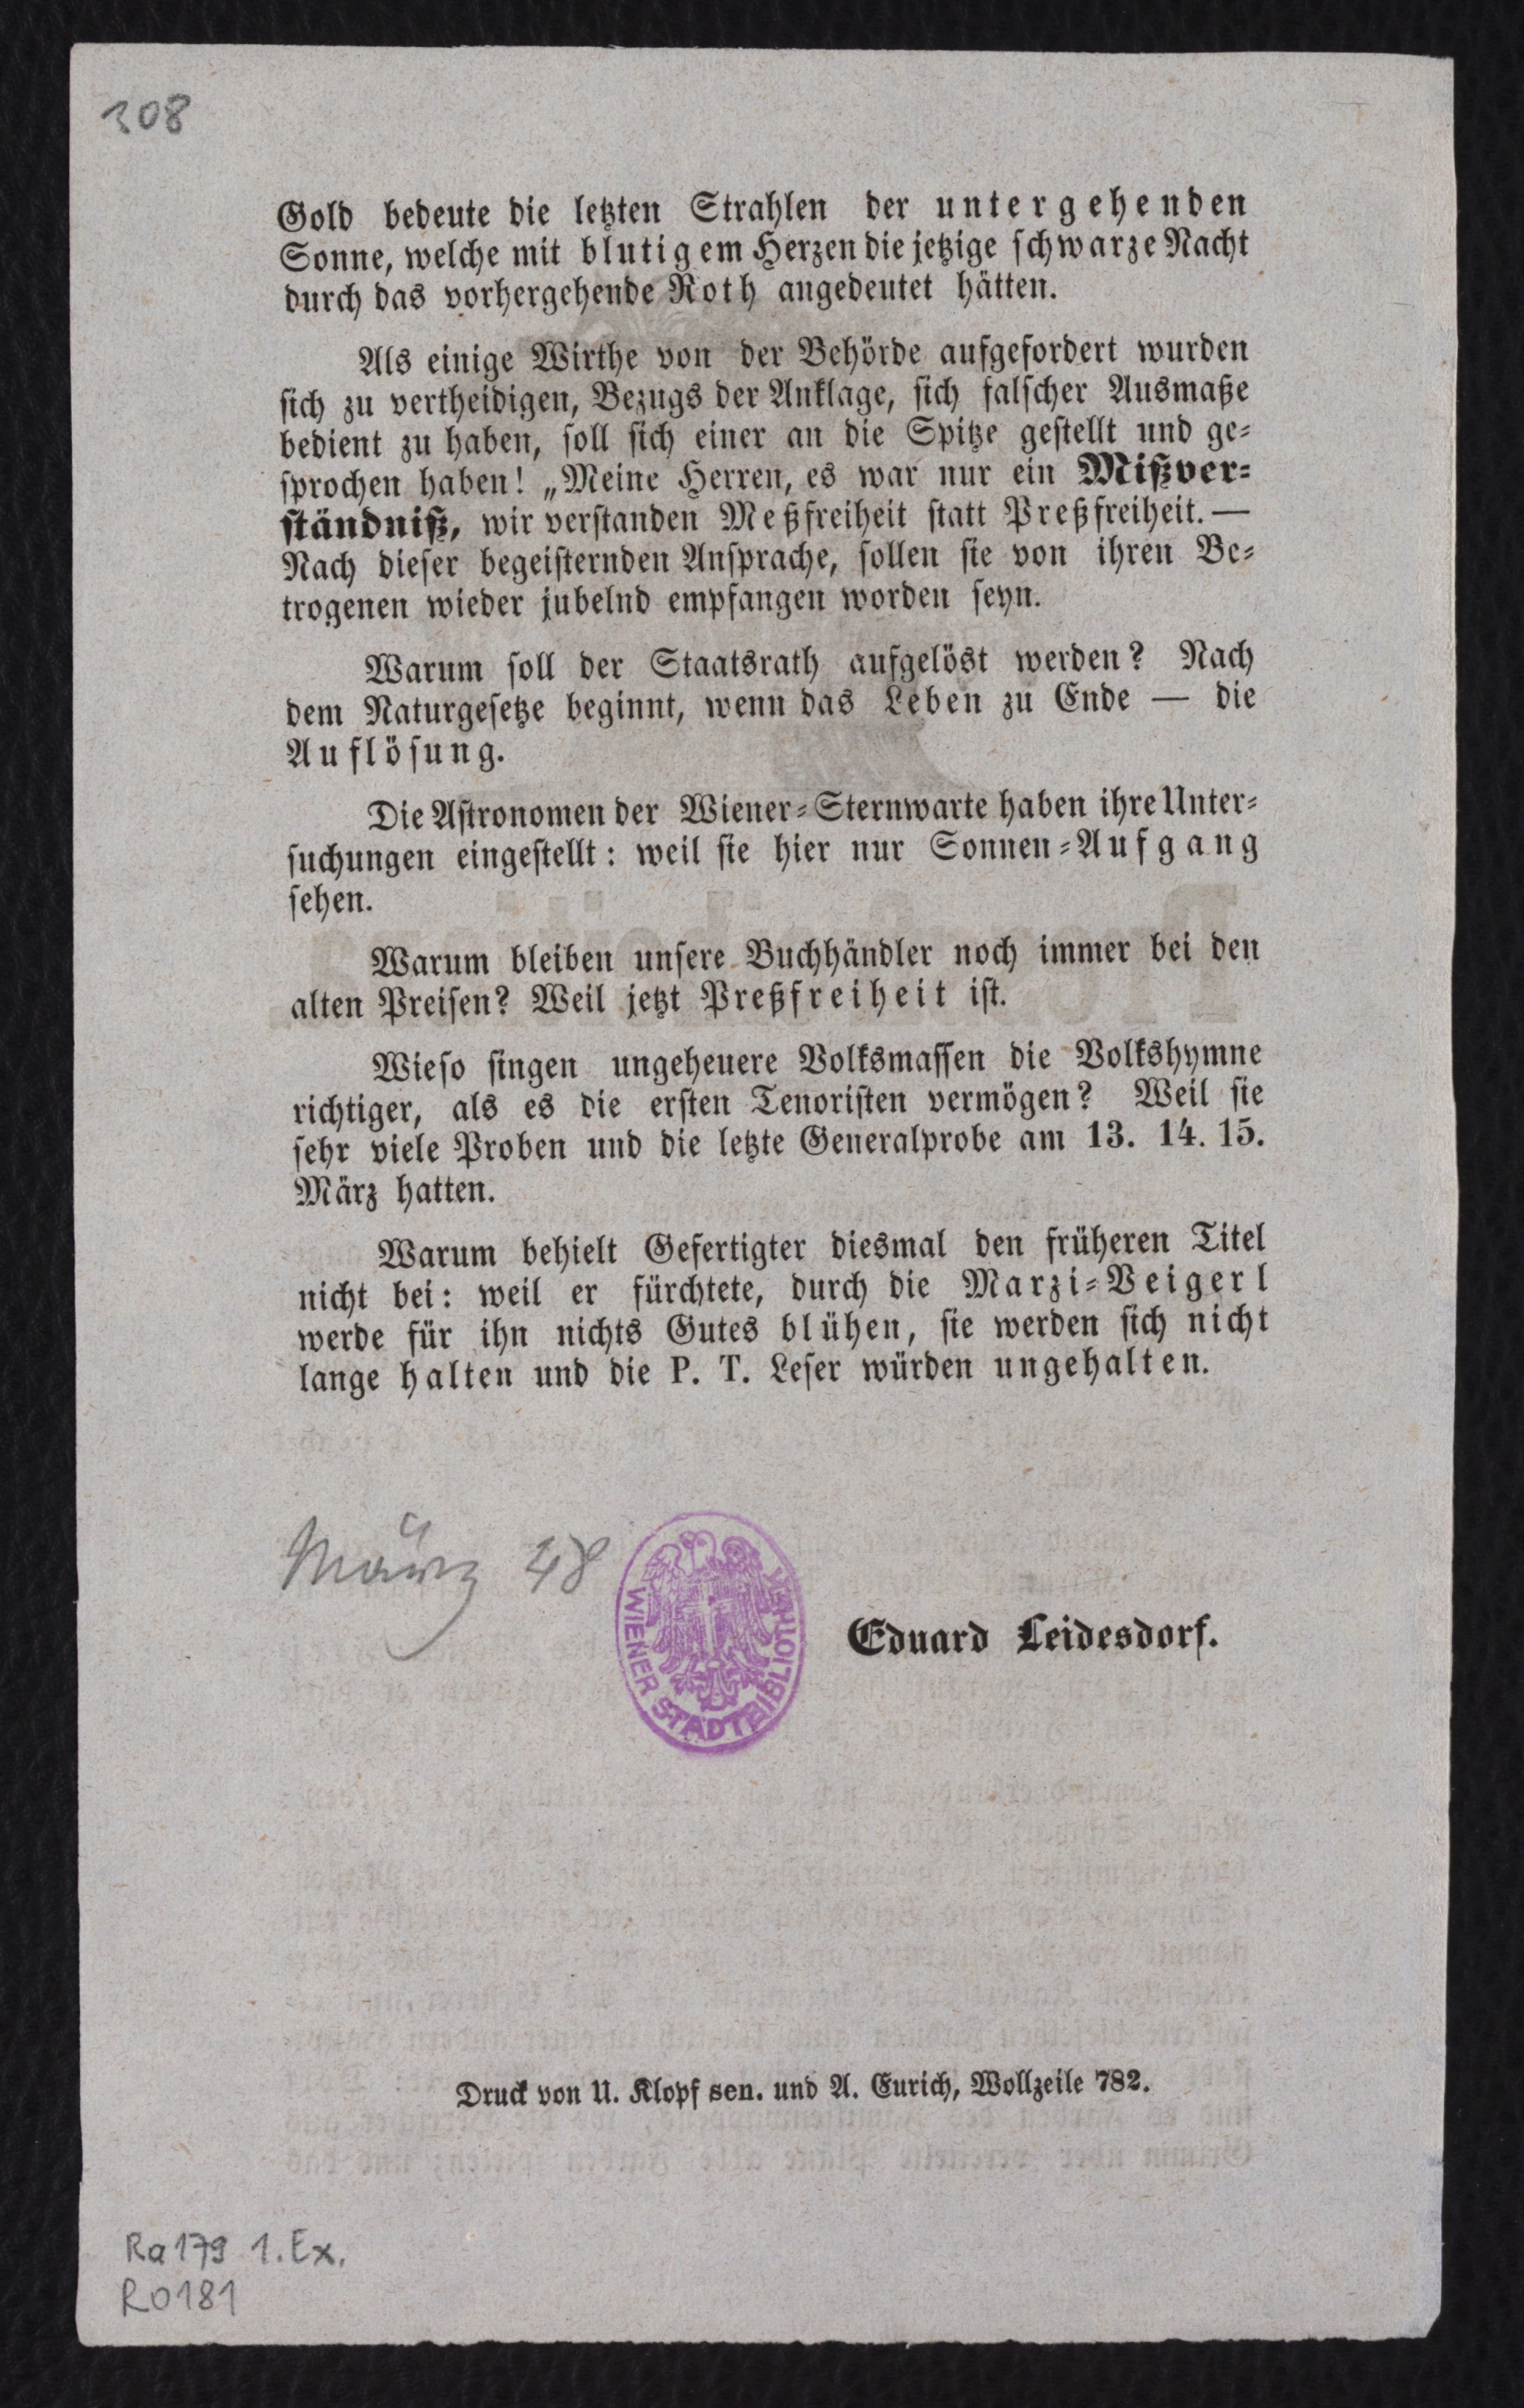 308
Gold bedeute die letzten Strahlen der untergehenden
Sonne, welche mit blutigem Herzen die jetzige schwarze Nacht
durch das vorhergehende Roth angedeutet hätten.
Als einige Wirthe von der Behörde aufgefordert wurden
sich zu vertheidigen, Bezugs der Anklage, sich falscher Ausmaße
bedient zu haben, soll sich einer an die Spitze gestellt und ge-
sprochen haben! „Meine Herren, es war nur ein Mißver-
ständniß, wir verstanden Meßfreiheit statt Preßfreiheit. —
Nach dieser begeisternden Ansprache, sollen sie von ihren Be-
trogenen wieder jubelnd empfangen worden seyn.
Warum soll der Staatsrath aufgelöst werden? Nach
dem Naturgesetze beginnt, wenn das Leben zu Ende — die
Auflösung.
Die Astronomen der Wiener-Sternwarte haben ihre Unter-
suchungen eingestellt: weil sie hier nur Sonnen-Aufgang
sehen.
Warum bleiben unsere Buchhändler noch immer bei den
alten Preisen? Weil jetzt Preßfreiheit ist.
Wieso singen ungeheuere Volksmassen die Volkshymne
richtiger, als es die ersten Tenoristen vermögen? Weil sie
sehr viele Proben und die letzte Generalprobe am 13. 14. 15.
März hatten.
Warum behielt Gefertigter diesmal den früheren Titel
nicht bei: weil er fürchtete, durch die Marzi-Veigerl
werde für ihn nichts Gutes blühen, sie werden sich nicht
lange halten und die P. T. Leser würden ungehalten.
März 48
WIENER STADTBIBLIOTHEK
Eduard Leidesdorf.
Druck von U. Klopf sen. und A. Eurich, Wollzeile 782.
Ra 179 1. Ex.
R0181